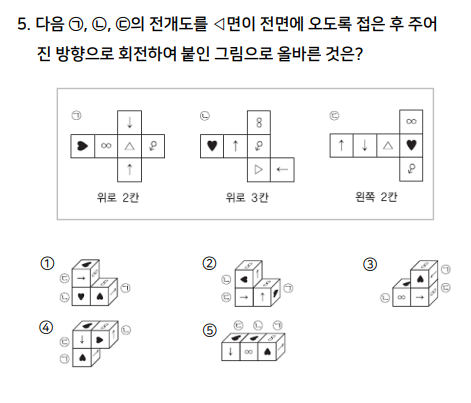 5. 다음 ㉠, ㉡, ㉢의 전개도를 ◁면이 전면에 오도록 접은 후 주어
진 방향으로 회전하여 붙인 그림으로 올바른 것은?
㉠ ㉡ ㉢
↓ 8 ∞
♥ ∞ △ ♀ ♥ ↑ ♀ ↑ ↓ △ ♥
↑ ▷ ← ♀
위로 2칸 위로 3칸 왼쪽 2칸
① ㉢ ㉡ ㉠
② ㉡ ㉢ ㉠
③ ㉠ ㉡ ㉢
④ ㉢ ㉠ ㉡
⑤ ㉢ ㉡ ㉠